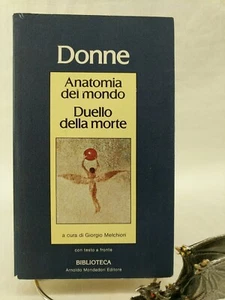 Donne
Anatomia
del mondo
Duello
della morte
a cura di Giorgio Melchiori
con testo a fronte
BIBLIOTECA
Arnoldo Mondadori Editore